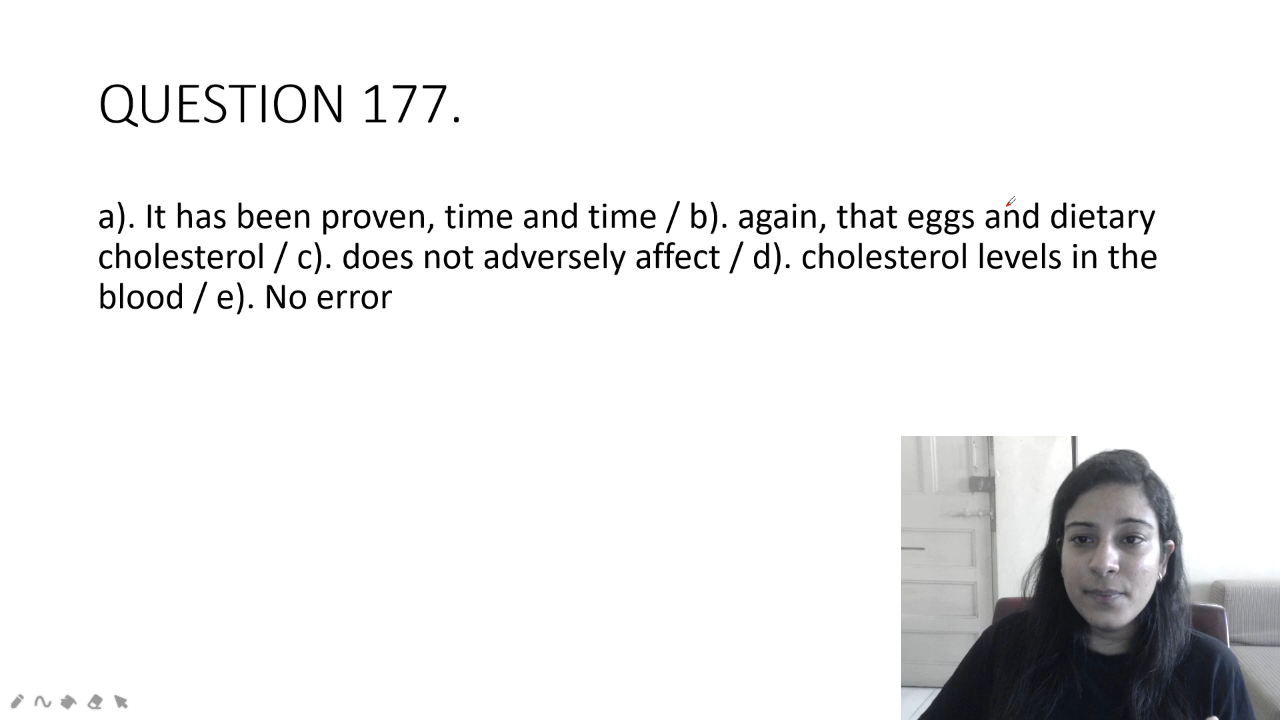 QUESTION 177.
a). It has been proven, time and time / b). again, that eggs and dietary
cholesterol / c). does not adversely affect / d). cholesterol levels in the
blood / e). No error